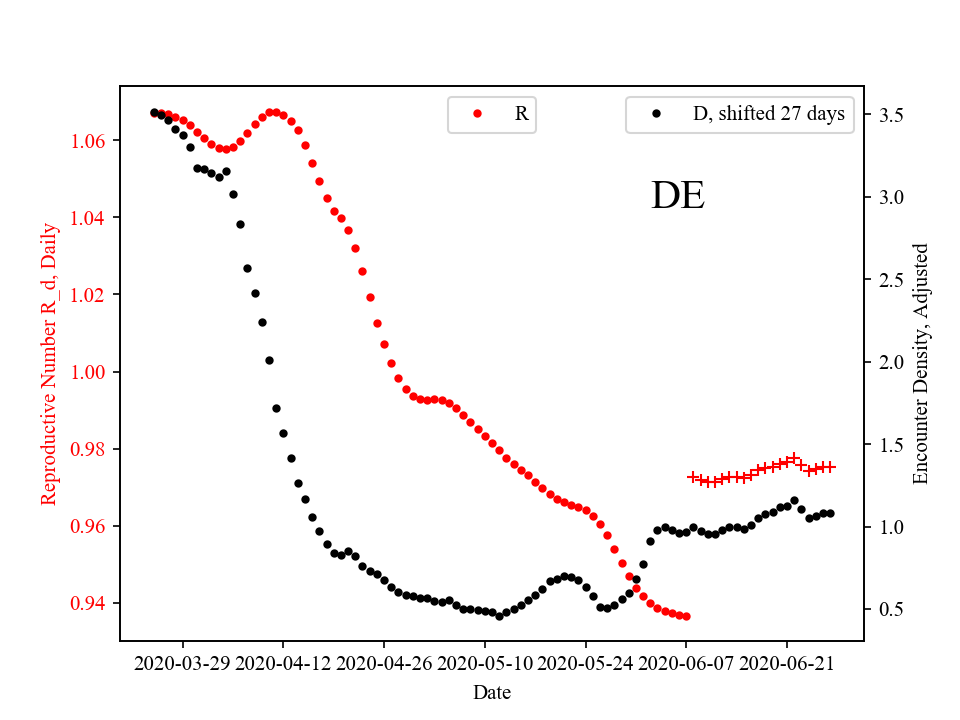 R
D, shifted 27 days
DE
Reproductive Number R_d, Daily
1.06
1.04
1.02
1.00
0.98
0.96
0.94
3.5
3.0
2.5
2.0
1.5
1.0
0.5
Encounter Density, Adjusted
2020-03-29 2020-04-12 2020-04-26 2020-05-10 2020-05-24 2020-06-07 2020-06-21
Date